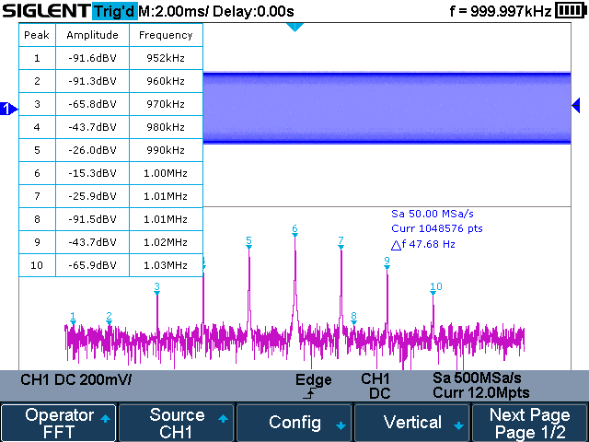 SIGLENT Trig'd M:2.00ms/ Delay:0.00s f = 999.997kHz
Peak Amplitude Frequency
1 -91.6dBV 952kHz
2 -91.3dBV 960kHz
3 -65.8dBV 970kHz
4 -43.7dBV 980kHz
5 -26.0dBV 990kHz
6 -15.3dBV 1.00MHz
7 -25.9dBV 1.01MHz
8 -91.5dBV 1.01MHz
9 -43.7dBV 1.02MHz
10 -65.9dBV 1.03MHz
1
Sa 50.00 MSa/s
Curr 1048576 pts
△f 47.68 Hz
1 2 3 4 5 6 7 8 9 10
CH1 DC 200mV/ Edge CH1 Sa 500MSa/s
DC Curr 12.0Mpts
Operator Source Config Vertical Next Page
FFT CH1 Page 1/2